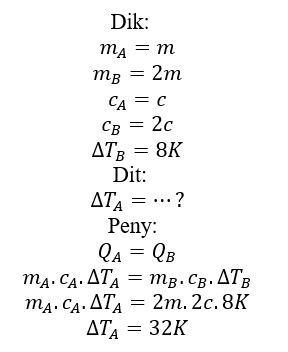 Dik:
m_A = m
m_B = 2m
c_A = c
c_B = 2c
ΔT_B = 8K
Dit:
ΔT_A = ⋯ ?
Peny:
Q_A = Q_B
m_A. c_A. ΔT_A = m_B. c_B. ΔT_B
m_A. c_A. ΔT_A = 2m. 2c. 8K
ΔT_A = 32K